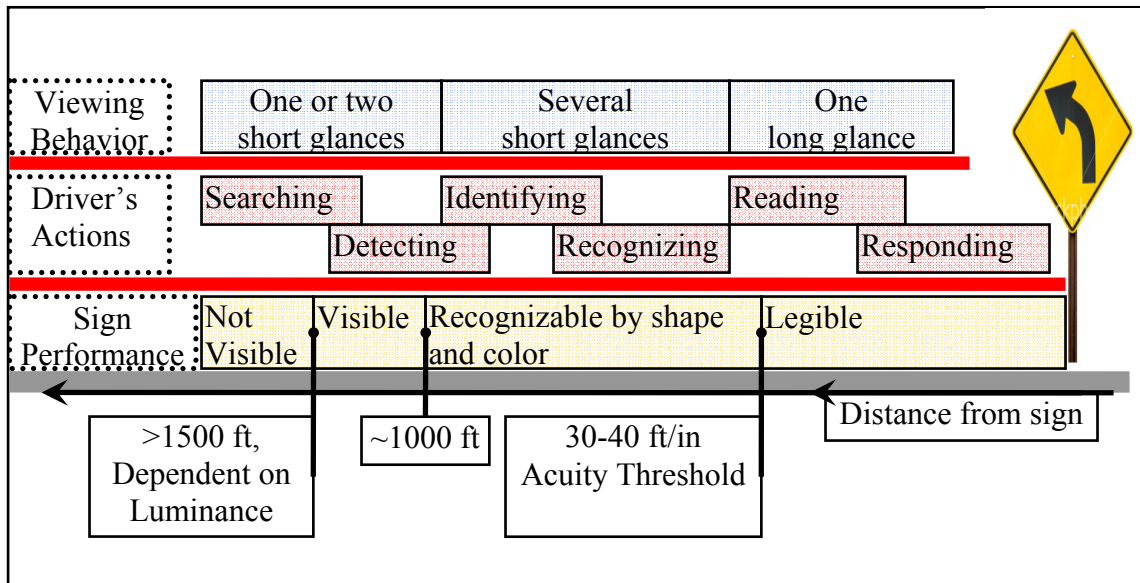 Viewing
Behavior
One or two
short glances
Several
short glances
One
long glance
Driver's
Actions
Searching
Identifying
Reading
Detecting
Recognizing
Responding
Sign
Performance
Not
Visible
Visible
Recognizable by shape
and color
Legible
Distance from sign
>1500 ft,
Dependent on
Luminance
~1000 ft
30-40 ft/in
Acuity Threshold